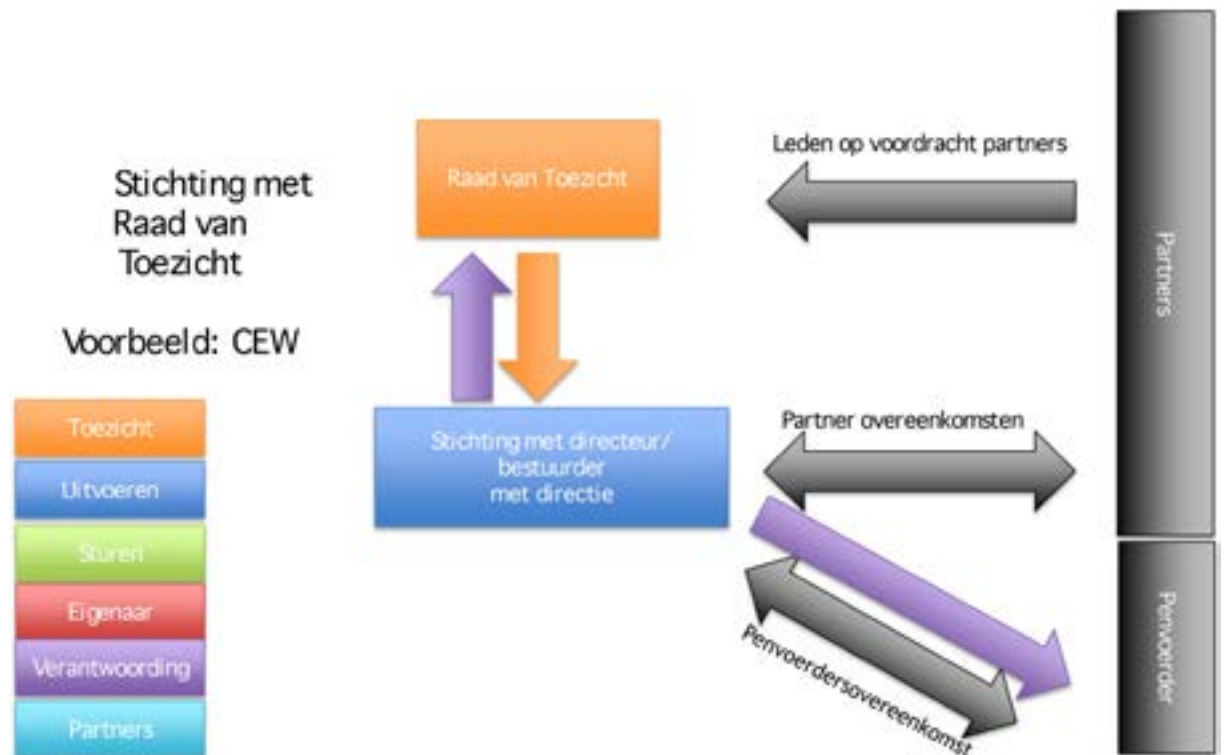 Stichting met
Raad van
Toezicht
Voorbeeld: CEW
Toezicht
Uitvoeren
Sturen
Eigenaar
Verantwoording
Partners
Raad van Toezicht
Stichting met directeur/
bestuurder
met directie
Leden op voordracht partners
Partner overeenkomsten
Penvoerdersovereenkomst
Partners
Penvoerder